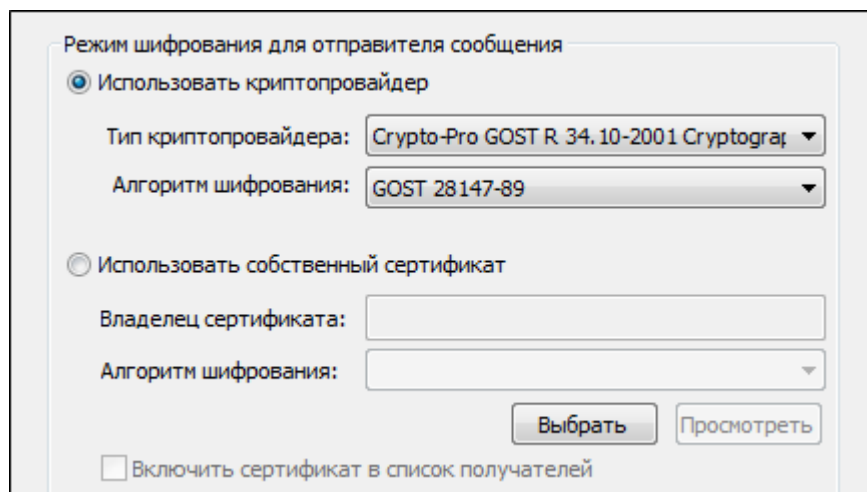 Режим шифрования для отправителя сообщения
Использовать криптопровайдер
Тип криптопровайдера: Crypto-Pro GOST R 34.10-2001 Cryptograp
Алгоритм шифрования: GOST 28147-89
Использовать собственный сертификат
Владелец сертификата:
Алгоритм шифрования:
Выбрать Просмотреть
Включить сертификат в список получателей